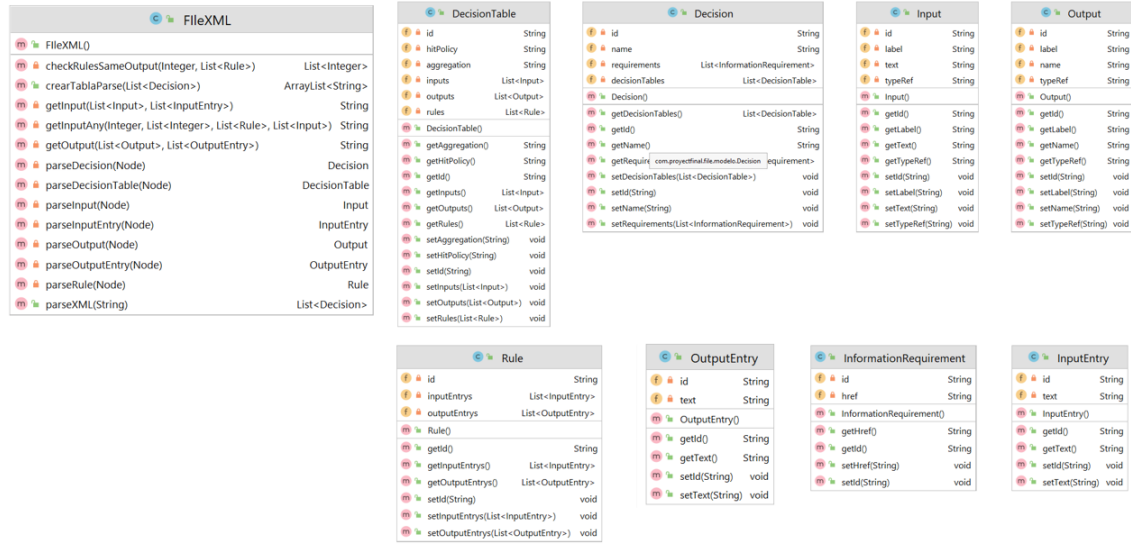 FIleXML
FIleXML()
checkRulesSameOutput(Integer, List<Rule>) List<Integer>
crearTablaParse(List<Decision>) ArrayList<String>
getInput(List<Input>, List<InputEntry>) String
getInputAny(Integer, List<Integer>, List<Rule>, List<Input>) String
getOutput(List<Output>, List<OutputEntry>) String
parseDecision(Node) Decision
parseDecisionTable(Node) DecisionTable
parseInput(Node) Input
parseInputEntry(Node) InputEntry
parseOutput(Node) Output
parseOutputEntry(Node) OutputEntry
parseRule(Node) Rule
parseXML(String) List<Decision>
DecisionTable
id String
hitPolicy String
aggregation String
inputs List<Input>
outputs List<Output>
rules List<Rule>
DecisionTable()
getAggregation() String
getHitPolicy() String
getId() String
getInputs() List<Input>
getOutputs() List<Output>
getRules() List<Rule>
setAggregation(String) void
setHitPolicy(String) void
setId(String) void
setInputs(List<Input>) void
setOutputs(List<Output>) void
setRules(List<Rule>) void
Decision
id String
name String
requirements List<InformationRequirement>
decisionTables List<DecisionTable>
Decision()
getDecisionTables() List<DecisionTable>
getId() String
getName() String
getRequire com.proyectfinal.file.modelo.Decision equirement>
setDecisionTables(List<DecisionTable>) void
setId(String) void
setName(String) void
setRequirements(List<InformationRequirement>) void
Input
id String
label String
text String
typeRef String
Input()
getId() String
getLabel() String
getText() String
getTypeRef() String
setId(String) void
setLabel(String) void
setText(String) void
setTypeRef(String) void
Output
id String
label String
name String
typeRef String
Output()
getId() String
getLabel() String
getName() String
getTypeRef() String
setId(String) void
setLabel(String) void
setName(String) void
setTypeRef(String) void
Rule
id String
inputEntrys List<InputEntry>
outputEntrys List<OutputEntry>
Rule()
getId() String
getInputEntrys() List<InputEntry>
getOutputEntrys() List<OutputEntry>
setId(String) void
setInputEntrys(List<InputEntry>) void
setOutputEntrys(List<OutputEntry>) void
OutputEntry
id String
text String
OutputEntry()
getId() String
getText() String
setId(String) void
setText(String) void
InformationRequirement
id String
href String
InformationRequirement()
getHref() String
getId() String
setHref(String) void
setId(String) void
InputEntry
id String
text String
InputEntry()
getId() String
getText() String
setId(String) void
setText(String) void